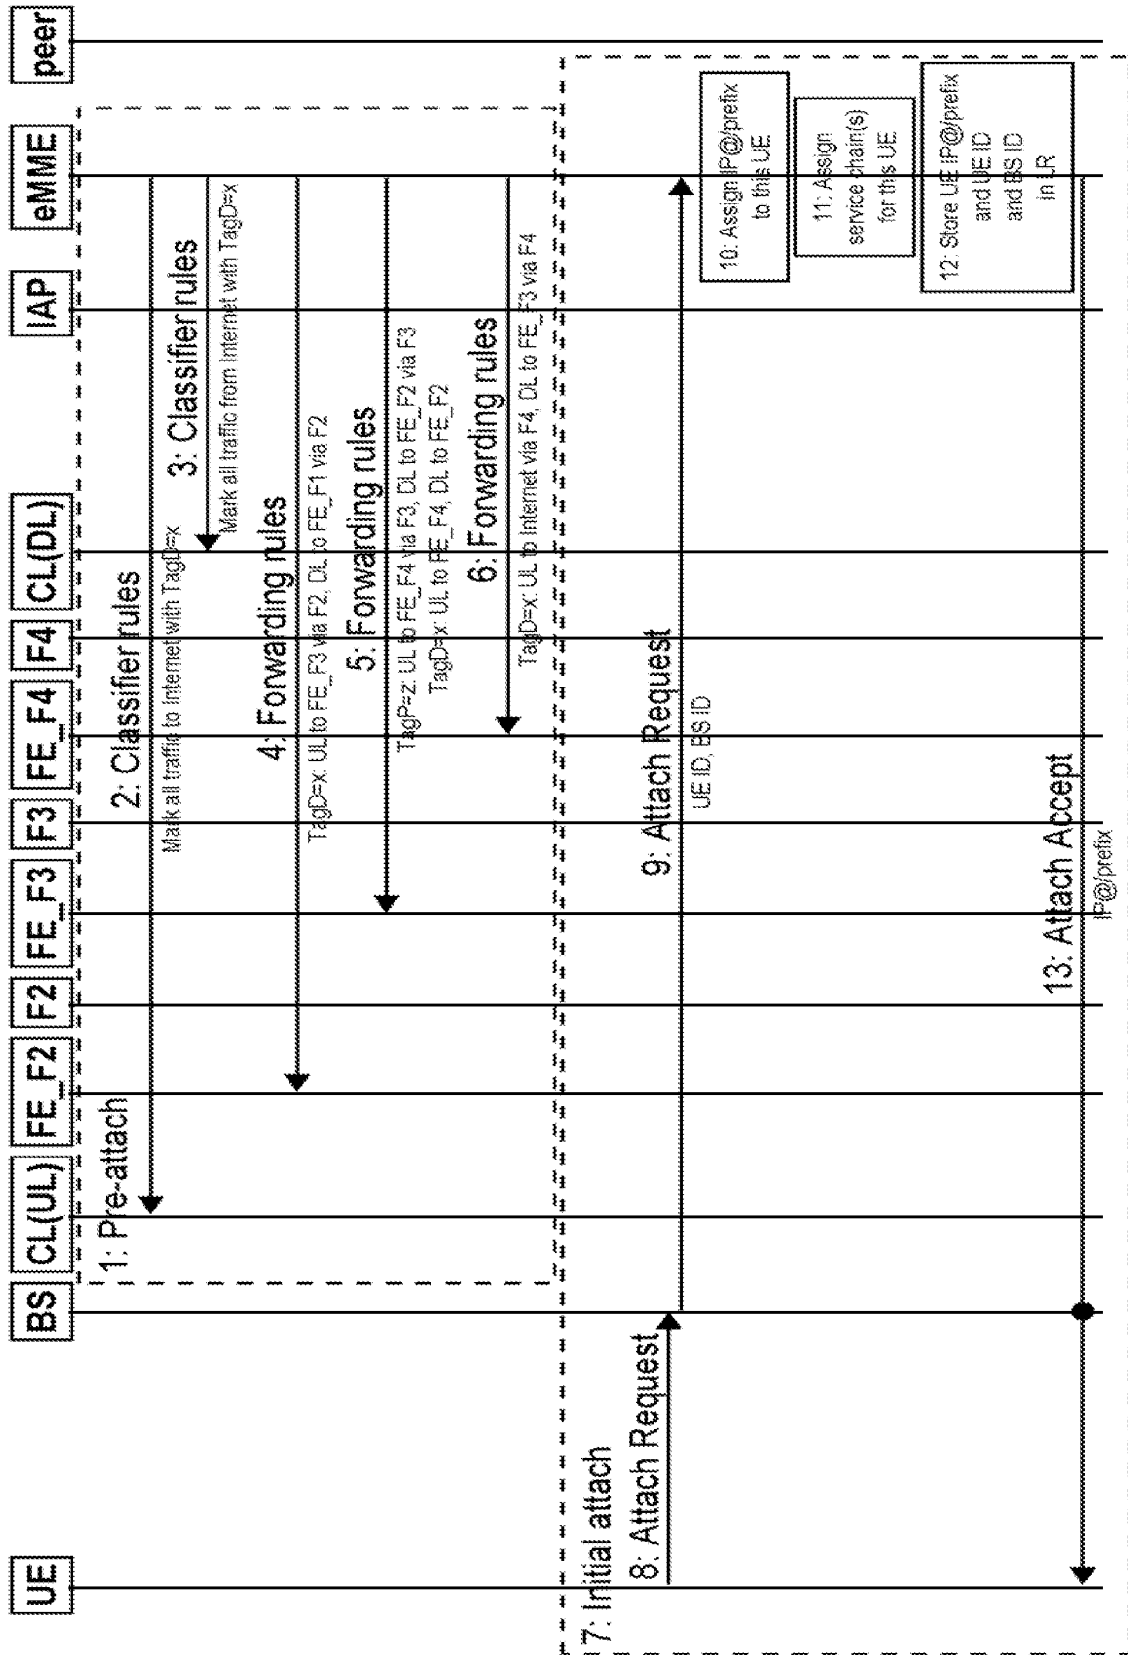 UE
BS
CL(UL)
FE_F2
F2
FE_F3
F3
FE_F4
F4
CL(DL)
IAP
eMME
peer
1: Pre-attach
2: Classifier rules
Mark all traffic to Internet with TagD=x
3: Classifier rules
Mark all traffic from Internet with TagD=x
4: Forwarding rules
TagD=x: UL to FE_F3 via F2, DL to FE_F1 via F2
5: Forwarding rules
TagP=z: UL to FE_F4 via F3, DL to FE_F2 via F3
TagD=x: UL to FE_F4, DL to FE_F2
6: Forwarding rules
TagD=x: UL to Internet via F4, DL to FE_F3 via F4
7: Initial attach
8: Attach Request
9: Attach Request
UE ID, BS ID
10: Assign IP@/prefix
to this UE
11: Assign
service chain(s)
for this UE
12: Store UE IP@/prefix
and UE ID
and BS ID
in LR
13: Attach Accept
IP@/prefix